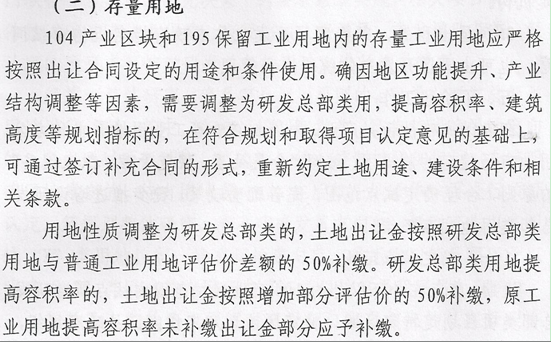 （二）存量用地
104 产业区块和 195 保留工业用地内的存量工业用地应严格
按照出让合同设定的用途和条件使用。确因地区功能提升、产业
结构调整等因素，需要调整为研发总部类用，提高容积率、建筑
高度等规划指标的，在符合规划和取得项目认定意见的基础上，
可通过签订补充合同的形式，重新约定土地用途、建设条件和相
关条款。
用地性质调整为研发总部类的，土地出让金按照研发总部类
用地与普通工业用地评估价差额的 50%补缴。研发总部类用地提
高容积率的，土地出让金按照增加部分评估价的 50%补缴，原工
业用地提高容积率未补缴出让金部分应予补缴。